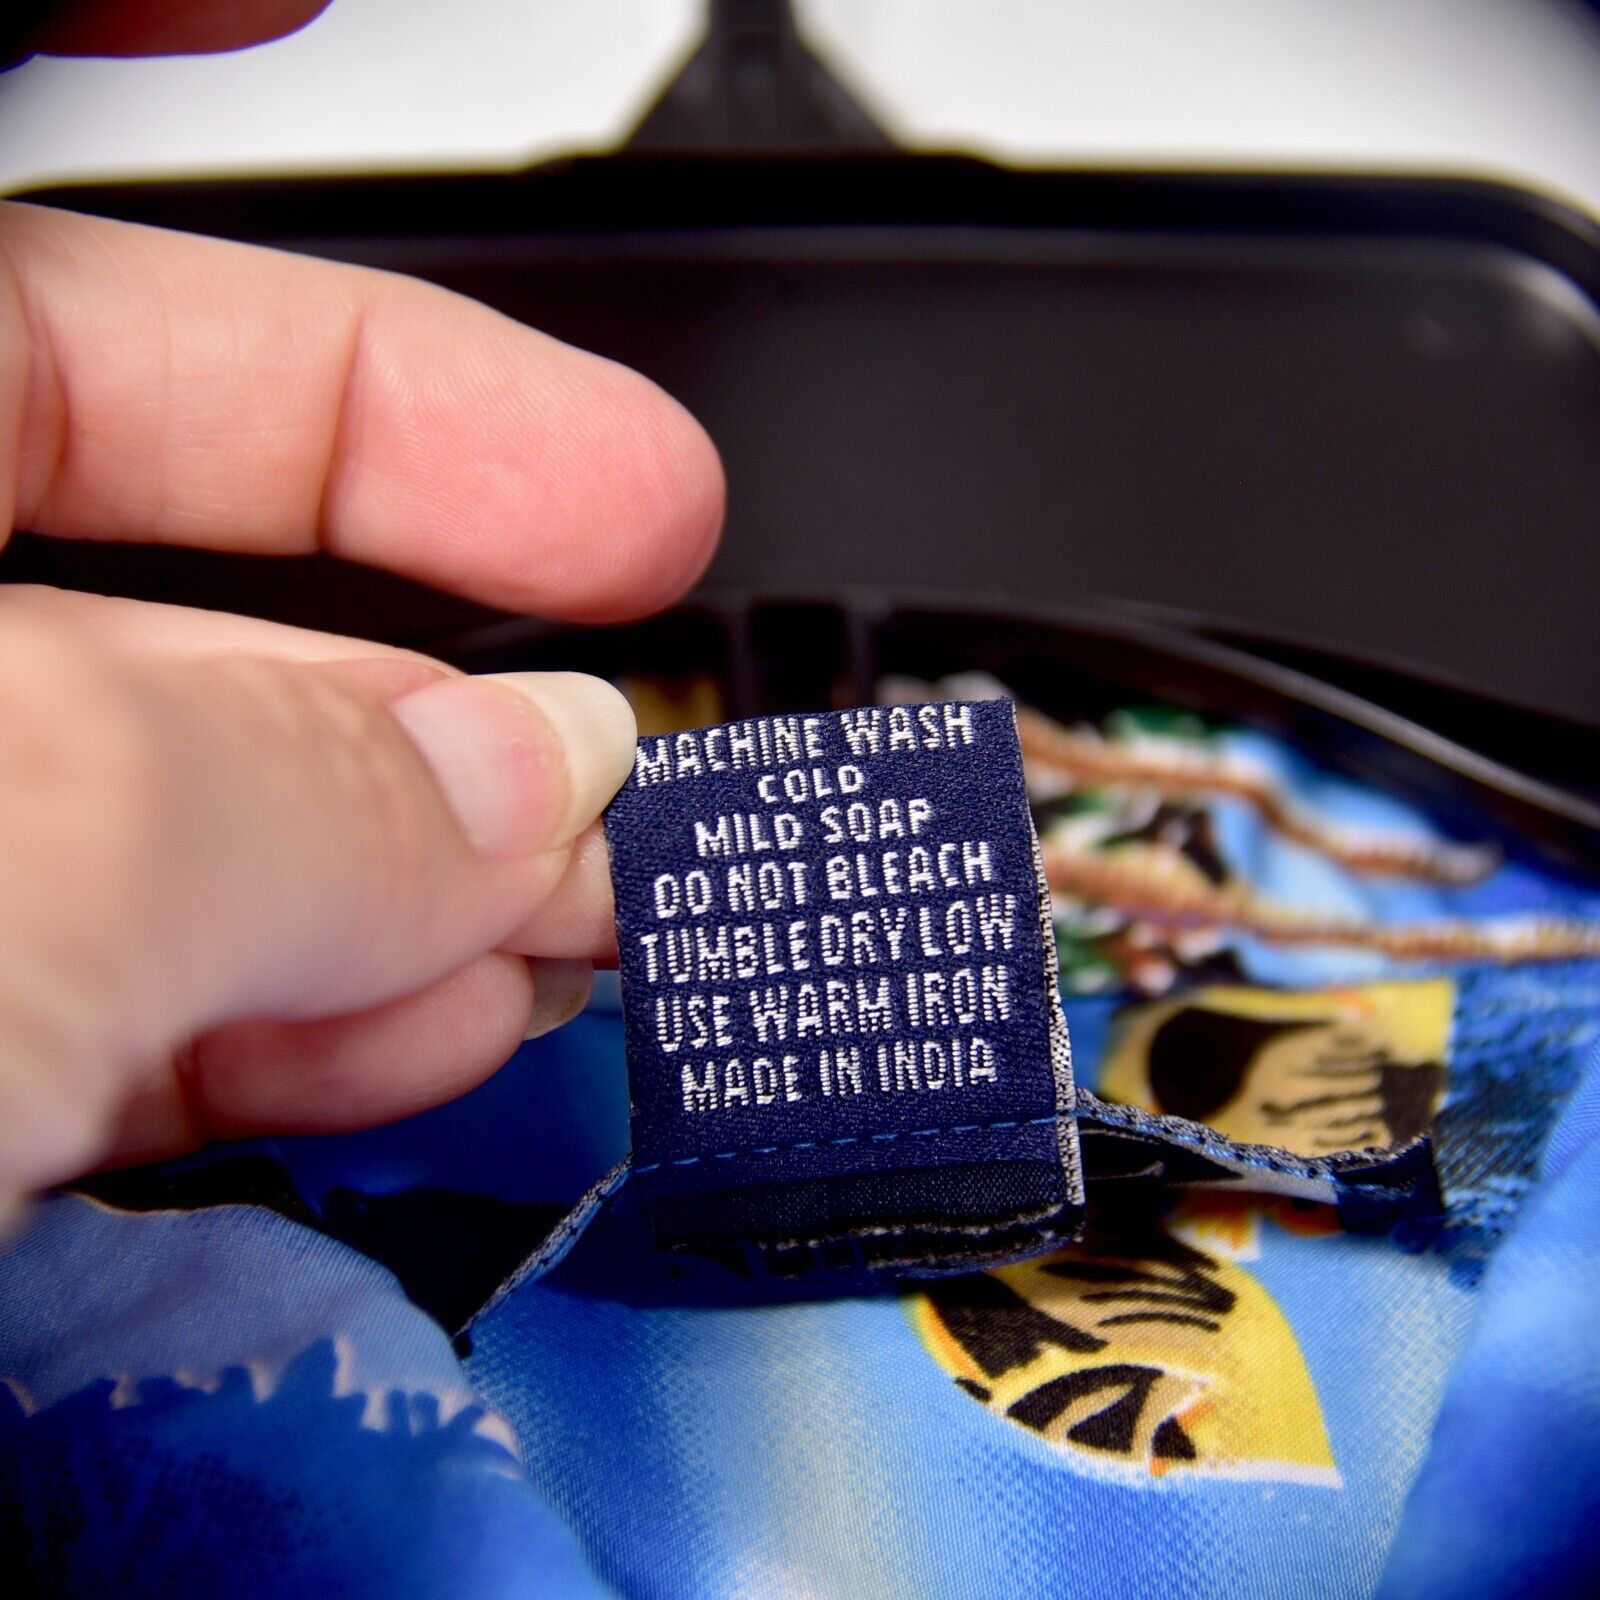 MACHINE WASH
COLD
MILD SOAP
DO NOT BLEACH
TUMBLE DRY LOW
USE WARM IRON
MADE IN INDIA